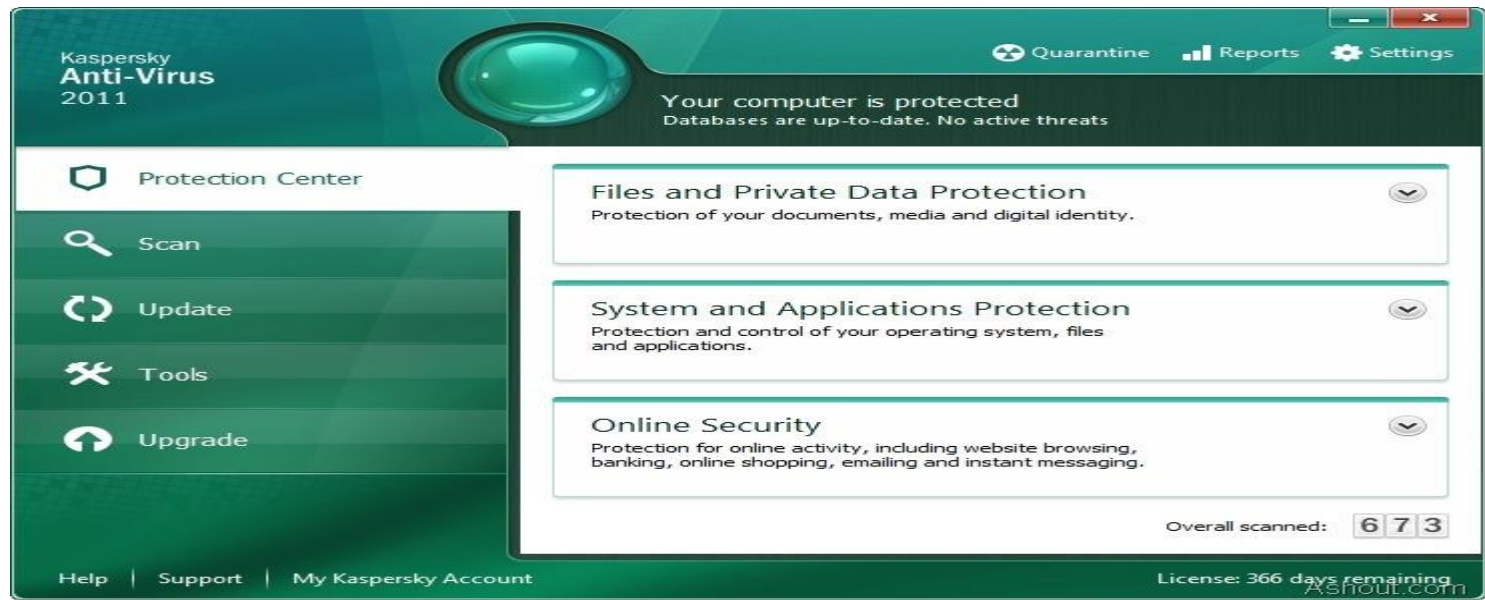 Kaspersky
Anti-Virus
2011
Quarantine Reports Settings
Your computer is protected
Databases are up-to-date. No active threats
Protection Center
Scan
Update
Tools
Upgrade
Files and Private Data Protection
Protection of your documents, media and digital identity.
System and Applications Protection
Protection and control of your operating system, files
and applications.
Online Security
Protection for online activity, including website browsing,
banking, online shopping, emailing and instant messaging.
Overall scanned: 673
Help | Support | My Kaspersky Account
License: 366 days remaining
Ashout.com